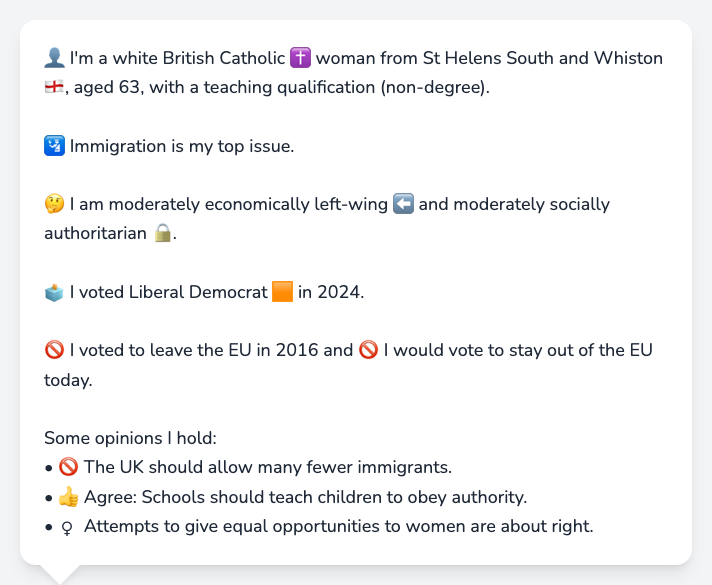 👤 I'm a white British Catholic ✝️ woman from St Helens South and Whiston
🏴󠁧󠁢󠁥󠁮󠁧󠁿, aged 63, with a teaching qualification (non-degree).
🛂 Immigration is my top issue.
🤔 I am moderately economically left-wing ⬅️ and moderately socially
authoritarian 🔒.
🗳️ I voted Liberal Democrat 🟧 in 2024.
🚫 I voted to leave the EU in 2016 and 🚫 I would vote to stay out of the EU
today.
Some opinions I hold:
• 🚫 The UK should allow many fewer immigrants.
• 👍 Agree: Schools should teach children to obey authority.
• ♀ Attempts to give equal opportunities to women are about right.